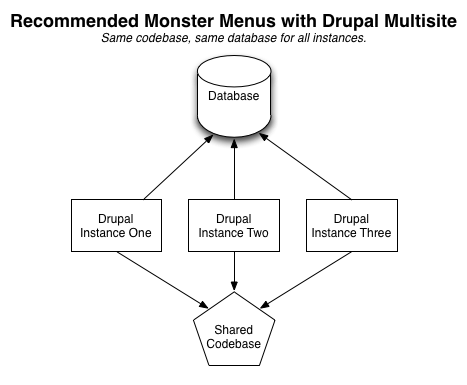 Recommended Monster Menus with Drupal Multisite
Same codebase, same database for all instances.
Database
Drupal
Instance One
Drupal
Instance Two
Drupal
Instance Three
Shared
Codebase